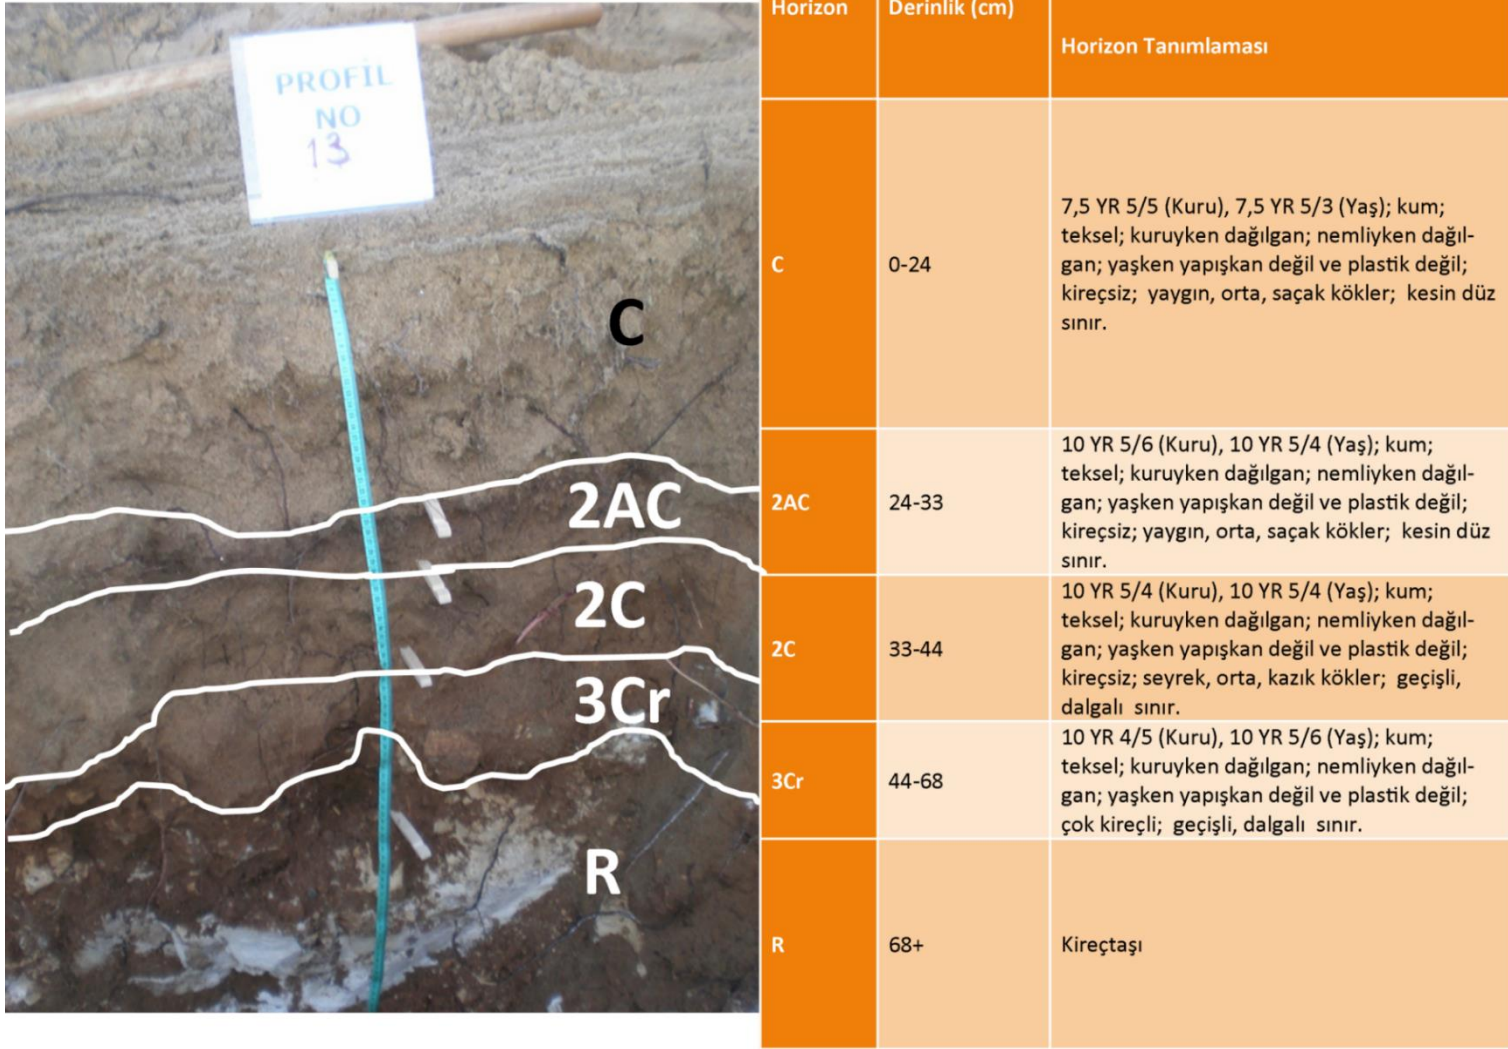 PROFİL
NO
13
C
2AC
2C
3Cr
R
Horizon
Derinlik (cm)
Horizon Tanımlaması
C
0-24
7,5 YR 5/5 (Kuru), 7,5 YR 5/3 (Yaş); kum;
teksel; kuruyken dağılgan; nemliyken dağıl-
gan; yaşken yapışkan değil ve plastik değil;
kireçsiz; yaygın, orta, saçak kökler; kesin düz
sınır.
2AC
24-33
10 YR 5/6 (Kuru), 10 YR 5/4 (Yaş); kum;
teksel; kuruyken dağılgan; nemliyken dağıl-
gan; yaşken yapışkan değil ve plastik değil;
kireçsiz; yaygın, orta, saçak kökler; kesin düz
sınır.
2C
33-44
10 YR 5/4 (Kuru), 10 YR 5/4 (Yaş); kum;
teksel; kuruyken dağılgan; nemliyken dağıl-
gan; yaşken yapışkan değil ve plastik değil;
kireçsiz; seyrek, orta, kazık kökler; geçişli,
dalgalı sınır.
3Cr
44-68
10 YR 4/5 (Kuru), 10 YR 5/6 (Yaş); kum;
teksel; kuruyken dağılgan; nemliyken dağıl-
gan; yaşken yapışkan değil ve plastik değil;
çok kireçli; geçişli, dalgalı sınır.
R
68+
Kireçtaşı